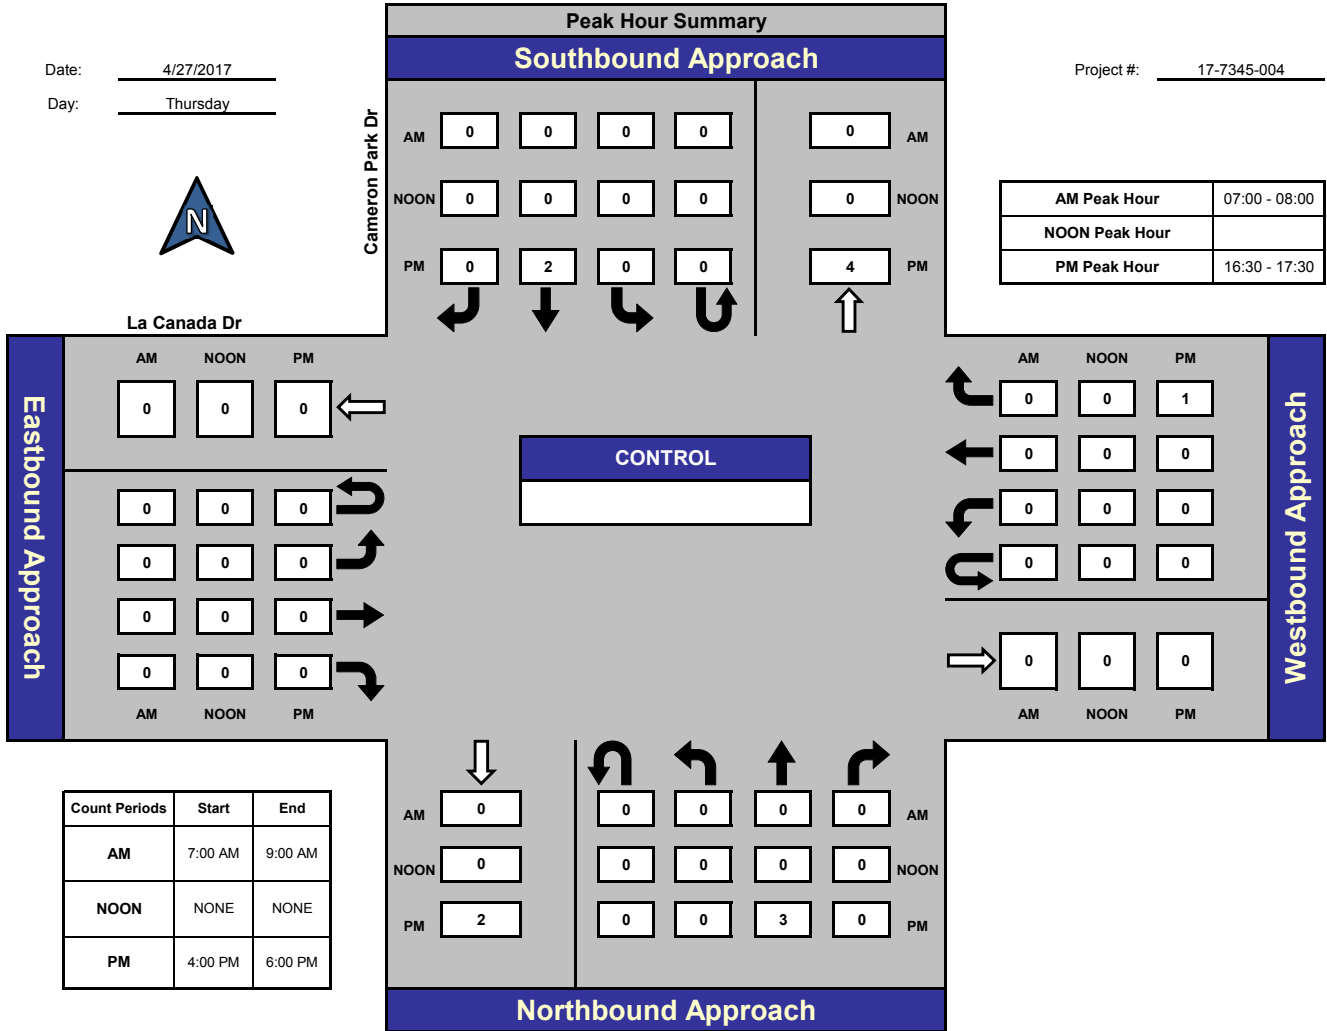 Peak Hour Summary
Southbound Approach
Date: 4/27/2017
Day: Thursday
Project #: 17-7345-004
N
Cameron Park Dr
AM 0 0 0 0 0 AM
NOON 0 0 0 0 0 NOON
PM 0 2 0 0 4 PM
AM Peak Hour 07:00 - 08:00
NOON Peak Hour
PM Peak Hour 16:30 - 17:30
La Canada Dr
Eastbound Approach
AM NOON PM
0 0 0
0 0 0
0 0 0
0 0 0
0 0 0
AM NOON PM
CONTROL
AM NOON PM
0 0 1
0 0 0
0 0 0
0 0 0
0 0 0
AM NOON PM
Westbound Approach
Count Periods Start End
AM 7:00 AM 9:00 AM
NOON NONE NONE
PM 4:00 PM 6:00 PM
AM 0 0 0 0 0 AM
NOON 0 0 0 0 0 NOON
PM 2 0 0 3 0 PM
Northbound Approach